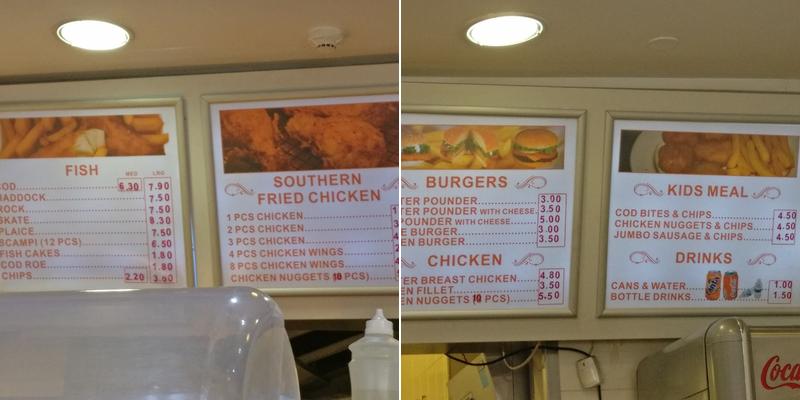 FISH
MED LRG
COD 6.30 7.90
HADDOCK 7.50
ROCK 7.50
SKATE 8.30
PLAICE 7.50
SCAMPI (12 PCS) 6.50
FISH CAKES 1.80
COD ROE 1.80
CHIPS 2.20 3.60
SOUTHERN
FRIED CHICKEN
1 PCS CHICKEN
2 PCS CHICKEN
3 PCS CHICKEN
4 PCS CHICKEN WINGS
8 PCS CHICKEN WINGS
CHICKEN NUGGETS 10 PCS)
BURGERS
TER POUNDER 3.00
TER POUNDER WITH CHEESE 3.50
POUNDER WITH CHEESE 5.00
E BURGER 3.00
EN BURGER 3.50
CHICKEN
TER BREAST CHICKEN 4.80
EN FILLET 3.50
EN NUGGETS 10 PCS) 5.50
KIDS MEAL
COD BITES & CHIPS 4.50
CHICKEN NUGGETS & CHIPS 4.50
JUMBO SAUSAGE & CHIPS 4.50
DRINKS
CANS & WATER 1.00
BOTTLE DRINKS 1.50
Coca